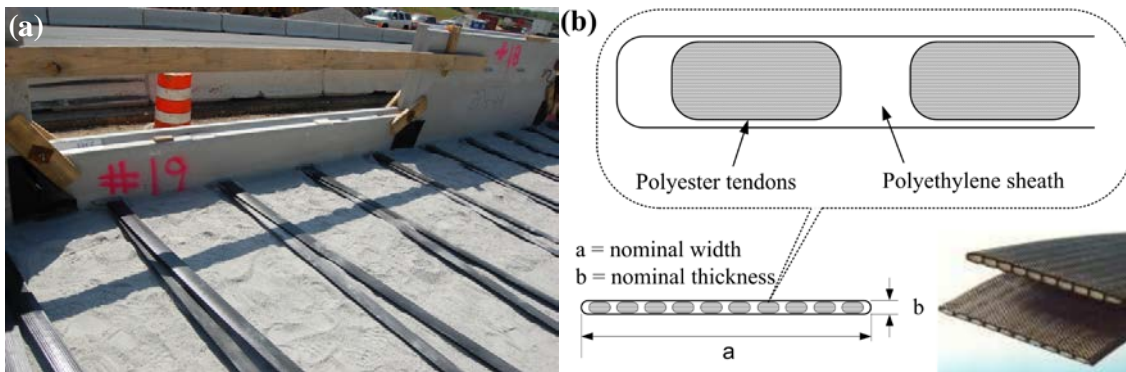 (a)
#18
#19
(b)
Polyester tendons
Polyethylene sheath
a = nominal width
b = nominal thickness
b
a